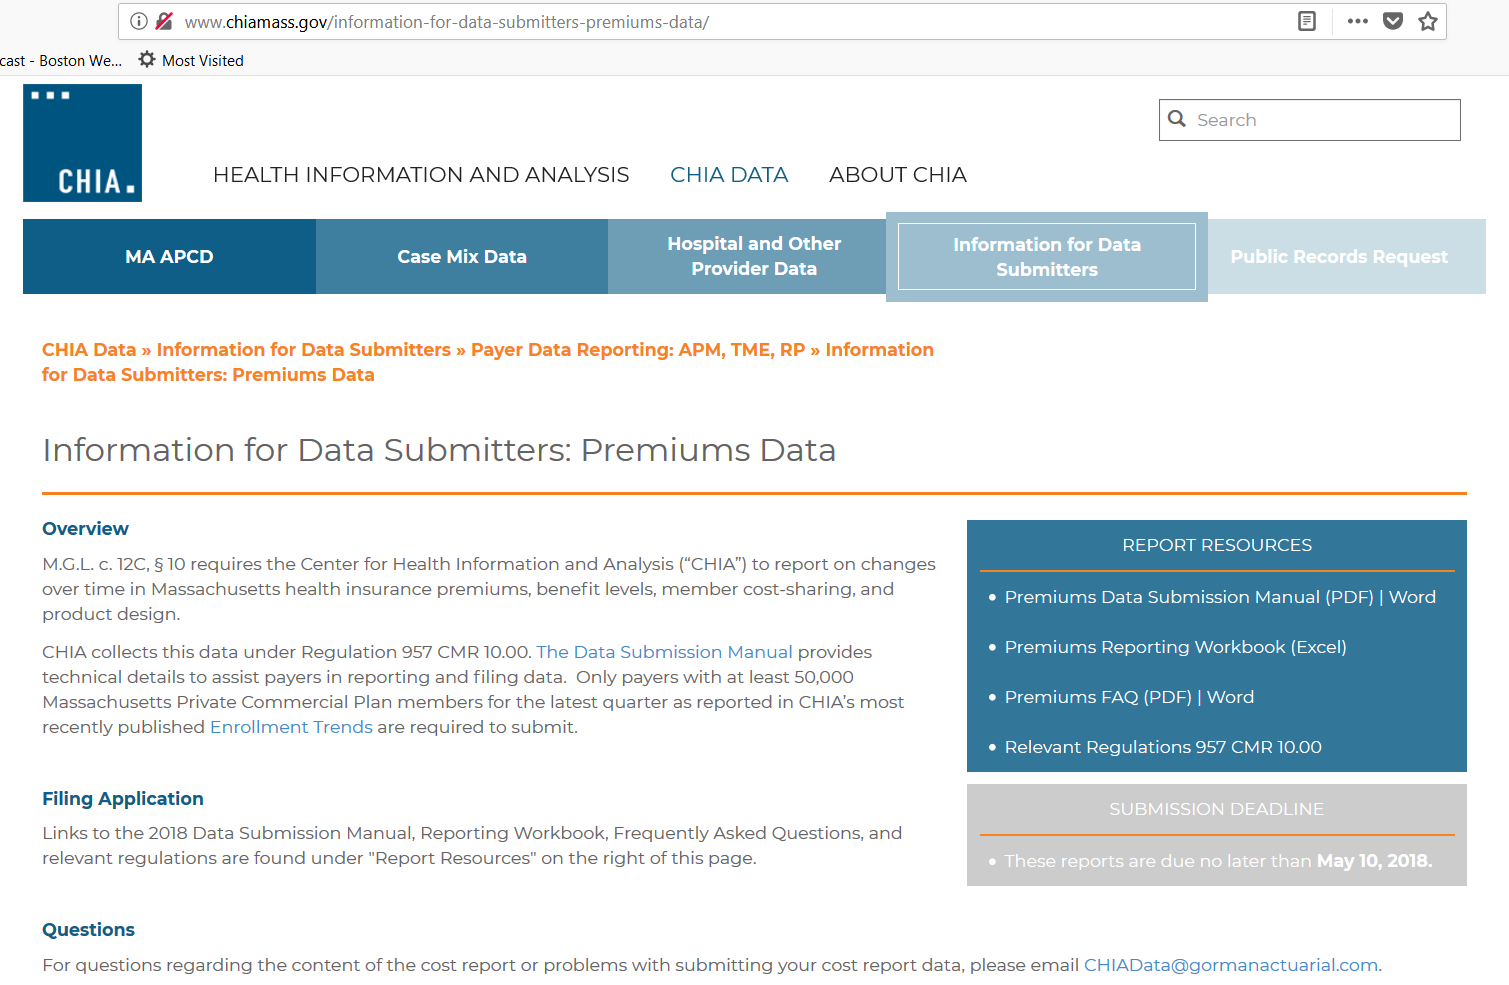 www.chiamass.gov/information-for-data-submitters-premiums-data/
cast - Boston We... Most Visited
CHIA.
Search
HEALTH INFORMATION AND ANALYSIS CHIA DATA ABOUT CHIA
MA APCD
Case Mix Data
Hospital and Other
Provider Data
Information for Data
Submitters
Public Records Request
CHIA Data » Information for Data Submitters » Payer Data Reporting: APM, TME, RP » Information
for Data Submitters: Premiums Data
Information for Data Submitters: Premiums Data
Overview
M.G.L. c. 12C, § 10 requires the Center for Health Information and Analysis (“CHIA”) to report on changes
over time in Massachusetts health insurance premiums, benefit levels, member cost-sharing, and
product design.
CHIA collects this data under Regulation 957 CMR 10.00. The Data Submission Manual provides
technical details to assist payers in reporting and filing data. Only payers with at least 50,000
Massachusetts Private Commercial Plan members for the latest quarter as reported in CHIA’s most
recently published Enrollment Trends are required to submit.
Filing Application
Links to the 2018 Data Submission Manual, Reporting Workbook, Frequently Asked Questions, and
relevant regulations are found under "Report Resources" on the right of this page.
REPORT RESOURCES
• Premiums Data Submission Manual (PDF) | Word
• Premiums Reporting Workbook (Excel)
• Premiums FAQ (PDF) | Word
• Relevant Regulations 957 CMR 10.00
SUBMISSION DEADLINE
• These reports are due no later than May 10, 2018.
Questions
For questions regarding the content of the cost report or problems with submitting your cost report data, please email CHIAData@gormanactuarial.com.